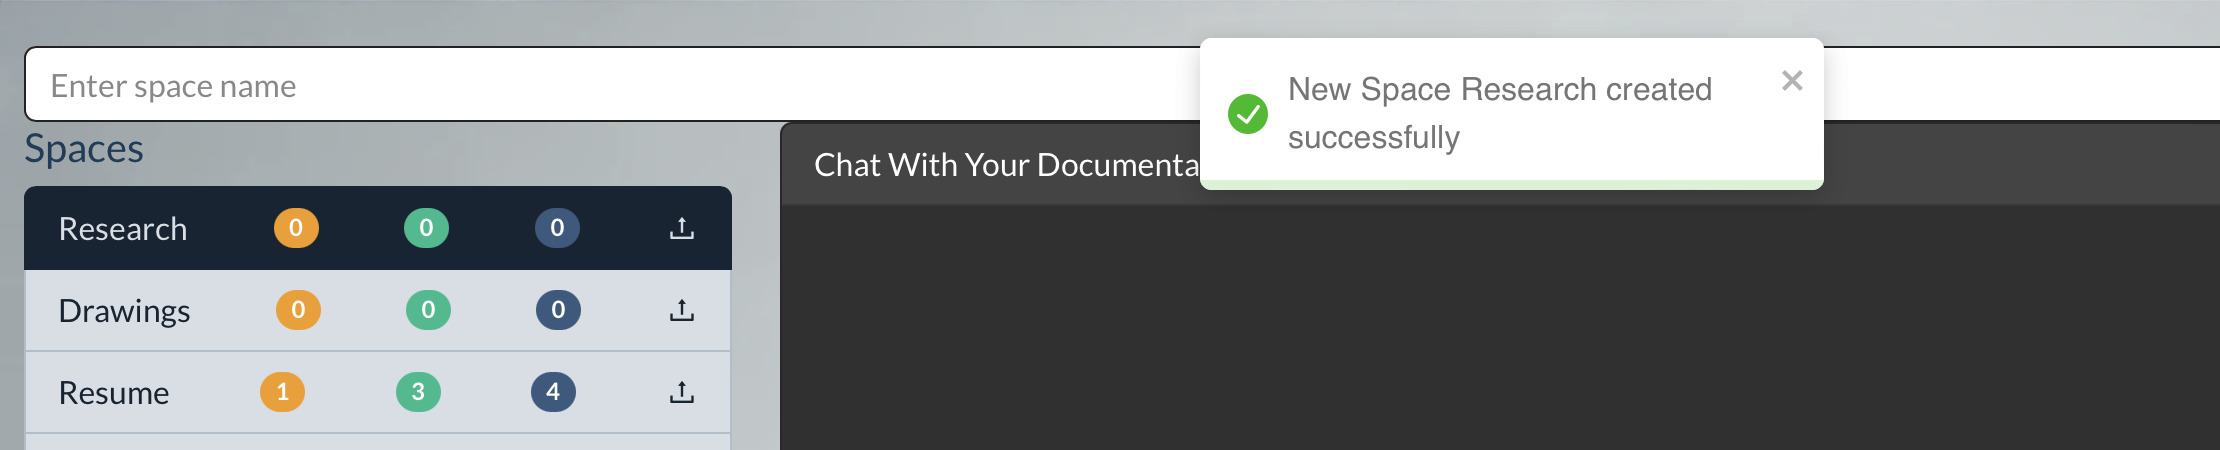 Enter space name
New Space Research created
successfully
Spaces
Chat With Your Documenta
Research 0 0 0
Drawings 0 0 0
Resume 1 3 4